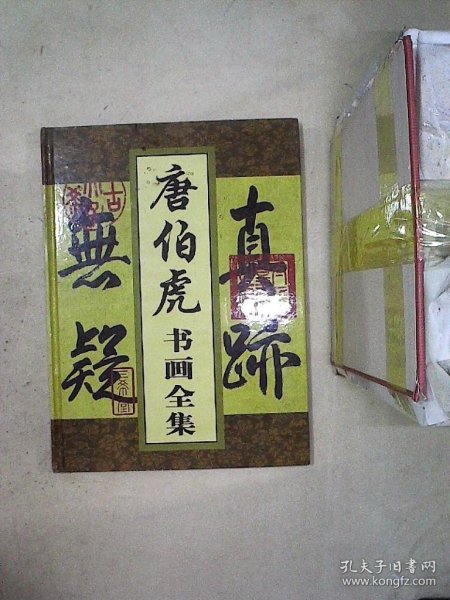 唐伯虎
书画全集
真跡
無疑
孔夫子旧书网
www.kongfz.com